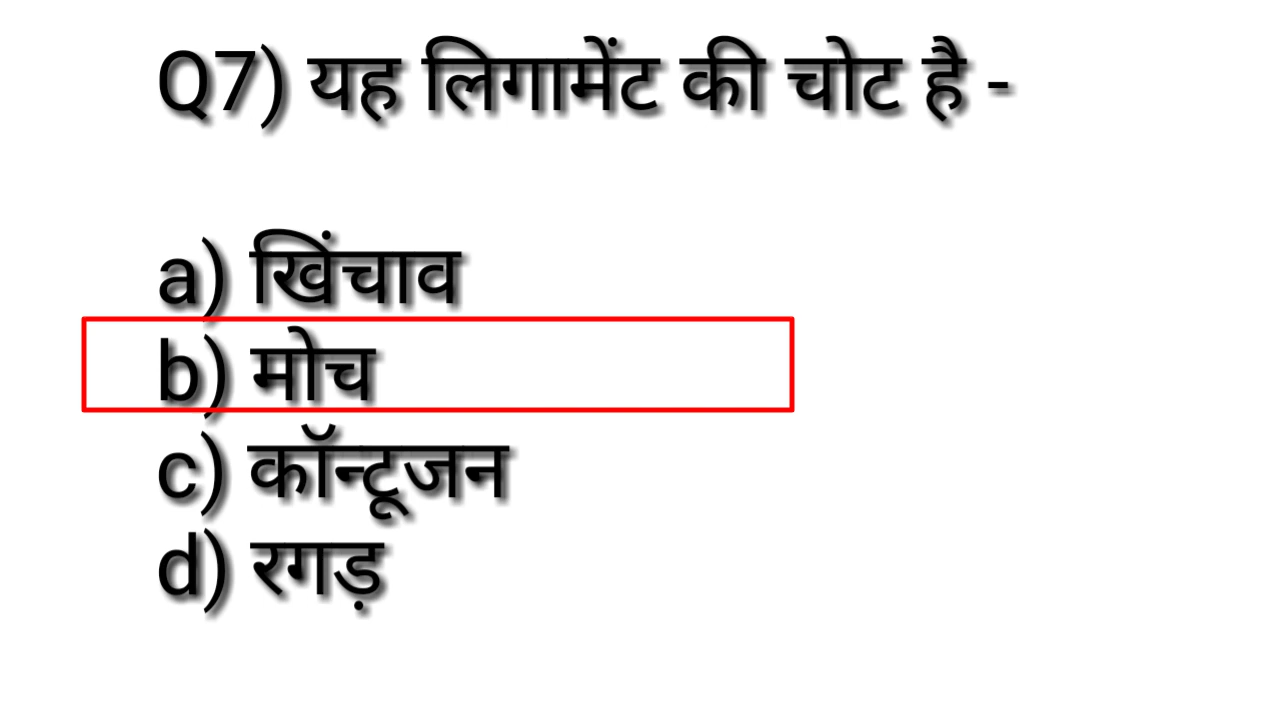 Q7) यह लिगामेंट की चोट है -
a) खिंचाव
b) मोच
c) कॉन्टूजन
d) रगड़